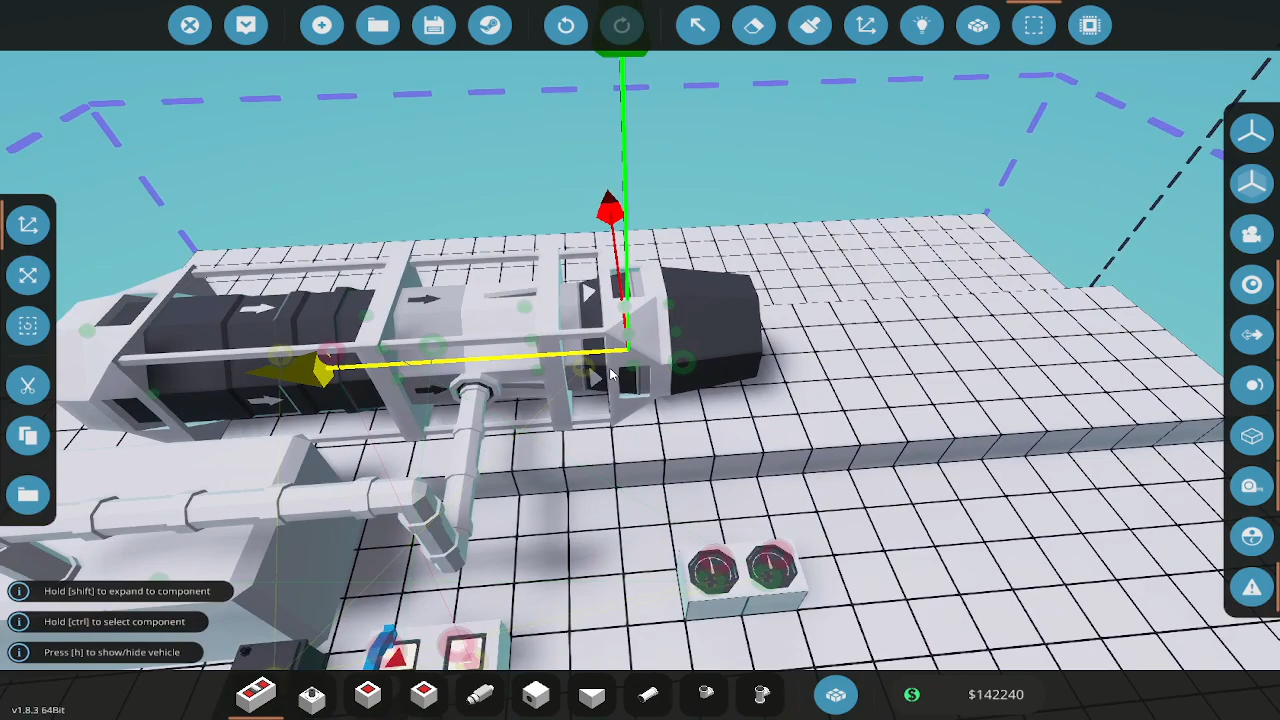 Hold [shift] to expand to component
Hold [ctrl] to select component
Press [h] to show/hide vehicle
$142240
v1.8.3 64Bit